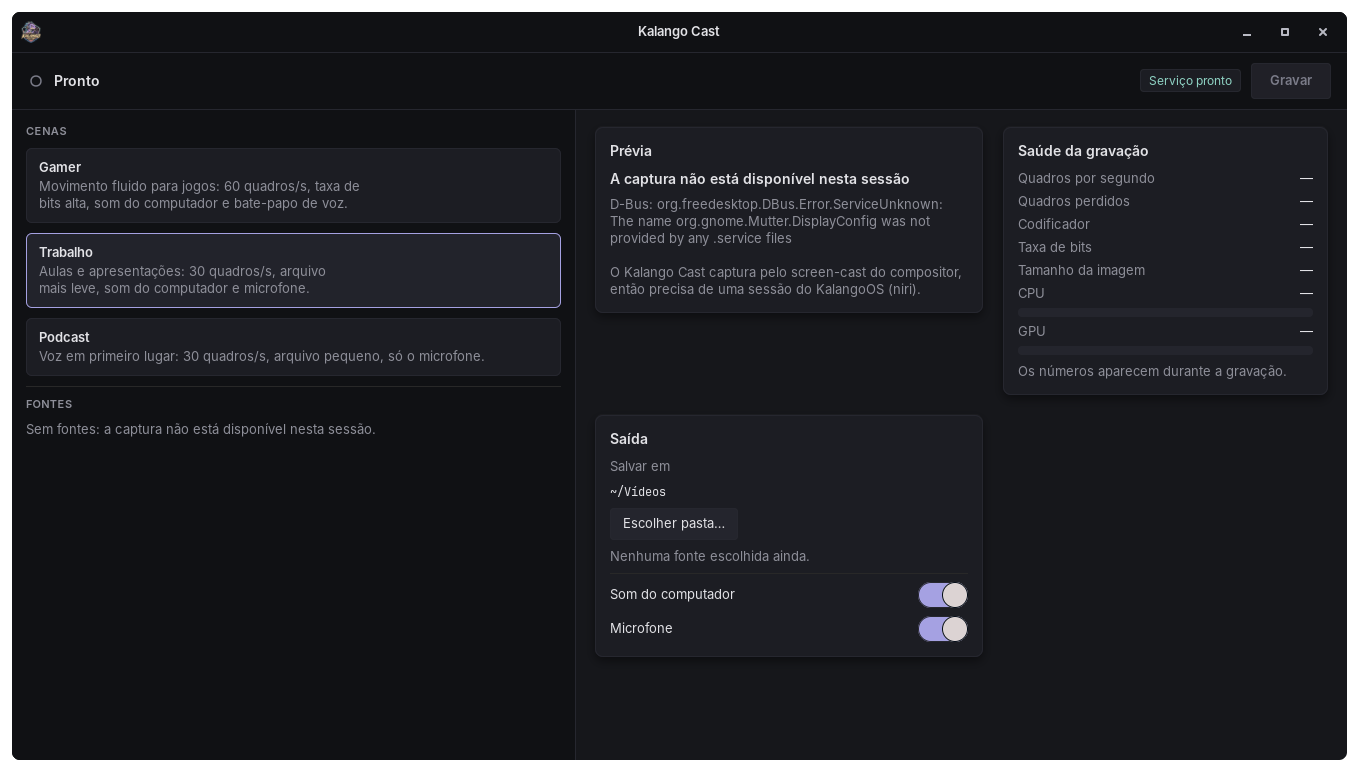 Kalango Cast
Pronto
Serviço pronto
Gravar
CENAS
Gamer
Movimento fluido para jogos: 60 quadros/s, taxa de
bits alta, som do computador e bate-papo de voz.
Trabalho
Aulas e apresentações: 30 quadros/s, arquivo
mais leve, som do computador e microfone.
Podcast
Voz em primeiro lugar: 30 quadros/s, arquivo pequeno, só o microfone.
FONTES
Sem fontes: a captura não está disponível nesta sessão.
Prévia
A captura não está disponível nesta sessão
D-Bus: org.freedesktop.DBus.Error.ServiceUnknown:
The name org.gnome.Mutter.DisplayConfig was not
provided by any .service files
O Kalango Cast captura pelo screen-cast do compositor,
então precisa de uma sessão do KalangoOS (niri).
Saúde da gravação
Quadros por segundo —
Quadros perdidos —
Codificador —
Taxa de bits —
Tamanho da imagem —
CPU —
GPU —
Os números aparecem durante a gravação.
Saída
Salvar em
~/Vídeos
Escolher pasta...
Nenhuma fonte escolhida ainda.
Som do computador
Microfone